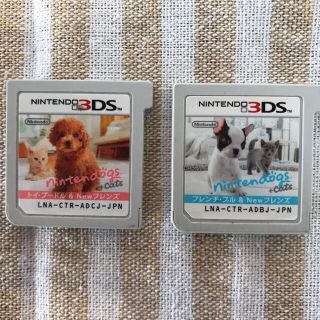 NINTENDO 3DS™
Nintendo
nintendogs
+cats
トイ・プードル & Newフレンズ
LNA-CTR-ADCJ-JPN
NINTENDO 3DS™
Nintendo
nintendogs
+cats
フレンチ・ブル & Newフレンズ
LNA-CTR-ADBJ-JPN